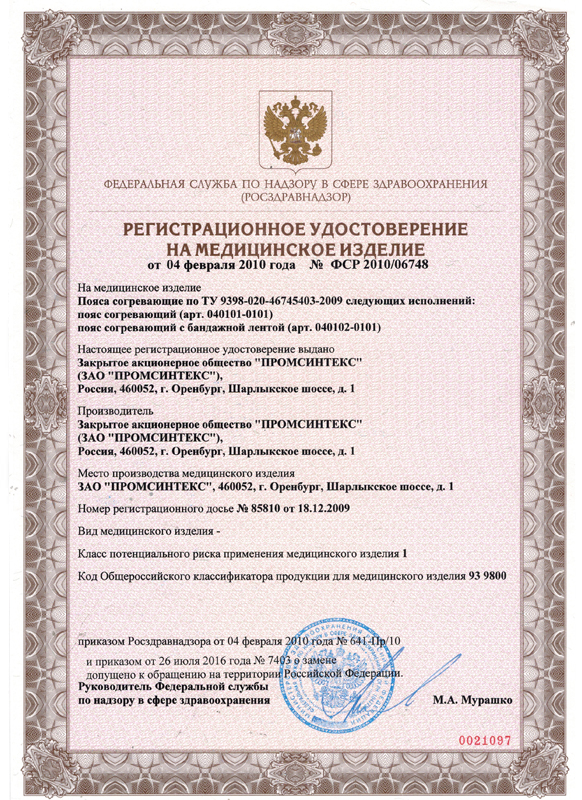 ФЕДЕРАЛЬНАЯ СЛУЖБА ПО НАДЗОРУ В СФЕРЕ ЗДРАВООХРАНЕНИЯ
(РОСЗДРАВНАДЗОР)
РЕГИСТРАЦИОННОЕ УДОСТОВЕРЕНИЕ
НА МЕДИЦИНСКОЕ ИЗДЕЛИЕ
от 04 февраля 2010 года № ФСР 2010/06748
На медицинское изделие
Пояса согревающие по ТУ 9398-020-46745403-2009 следующих исполнений:
пояс согревающий (арт. 040101-0101)
пояс согревающий с бандажной лентой (арт. 040102-0101)
Настоящее регистрационное удостоверение выдано
Закрытое акционерное общество "ПРОМСИНТЕКС"
(ЗАО "ПРОМСИНТЕКС"),
Россия, 460052, г. Оренбург, Шарлыкское шоссе, д. 1
Производитель
Закрытое акционерное общество "ПРОМСИНТЕКС"
(ЗАО "ПРОМСИНТЕКС"),
Россия, 460052, г. Оренбург, Шарлыкское шоссе, д. 1
Место производства медицинского изделия
ЗАО "ПРОМСИНТЕКС", 460052, г. Оренбург, Шарлыкское шоссе, д. 1
Номер регистрационного досье № 85810 от 18.12.2009
Вид медицинского изделия -
Класс потенциального риска применения медицинского изделия 1
Код Общероссийского классификатора продукции для медицинского изделия 93 9800
приказом Росздравнадзора от 04 февраля 2010 года № 641-Пр/10
и приказом от 26 июля 2016 года № 7403 о замене
допущено к обращению на территории Российской Федерации.
Руководитель Федеральной службы
по надзору в сфере здравоохранения
М.А. Мурашко
0021097